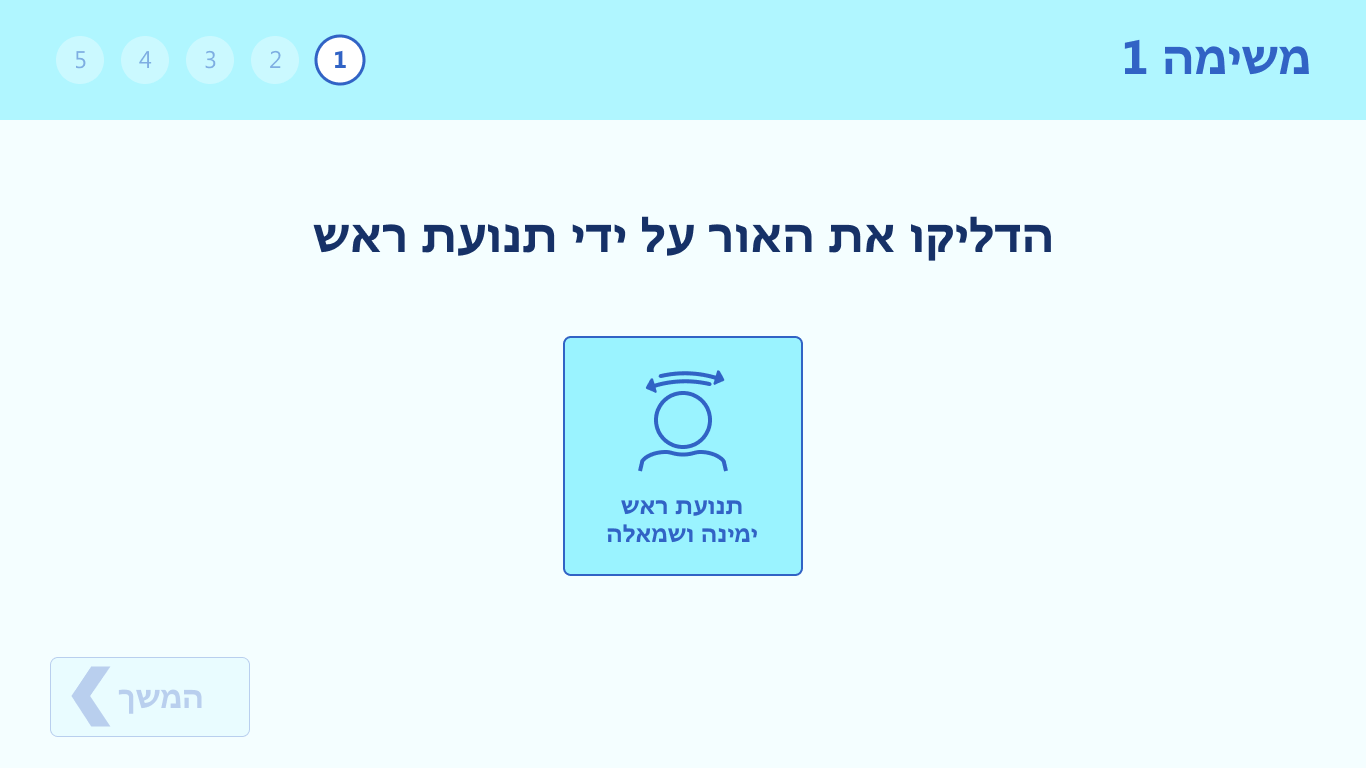 משימה 1
1 2 3 4 5
הדליקו את האור על ידי תנועת ראש
תנועת ראש
ימינה ושמאלה
המשך